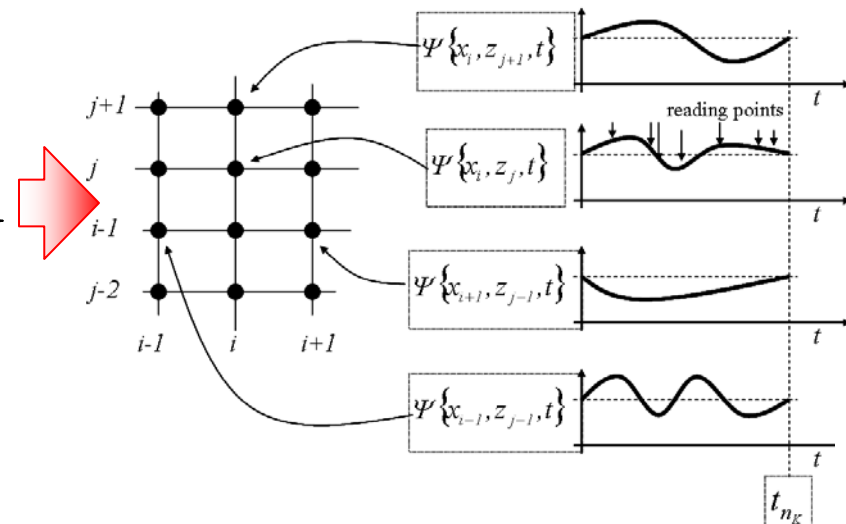 Ψ{x_i, z_{j+1}, t}
t
j+1
reading points
j
Ψ{x_i, z_j, t}
t
i-1
j-2
Ψ{x_{i+1}, z_{j-1}, t}
t
i-1 i i+1
Ψ{x_{i-1}, z_{j-1}, t}
t
t_{n_K}